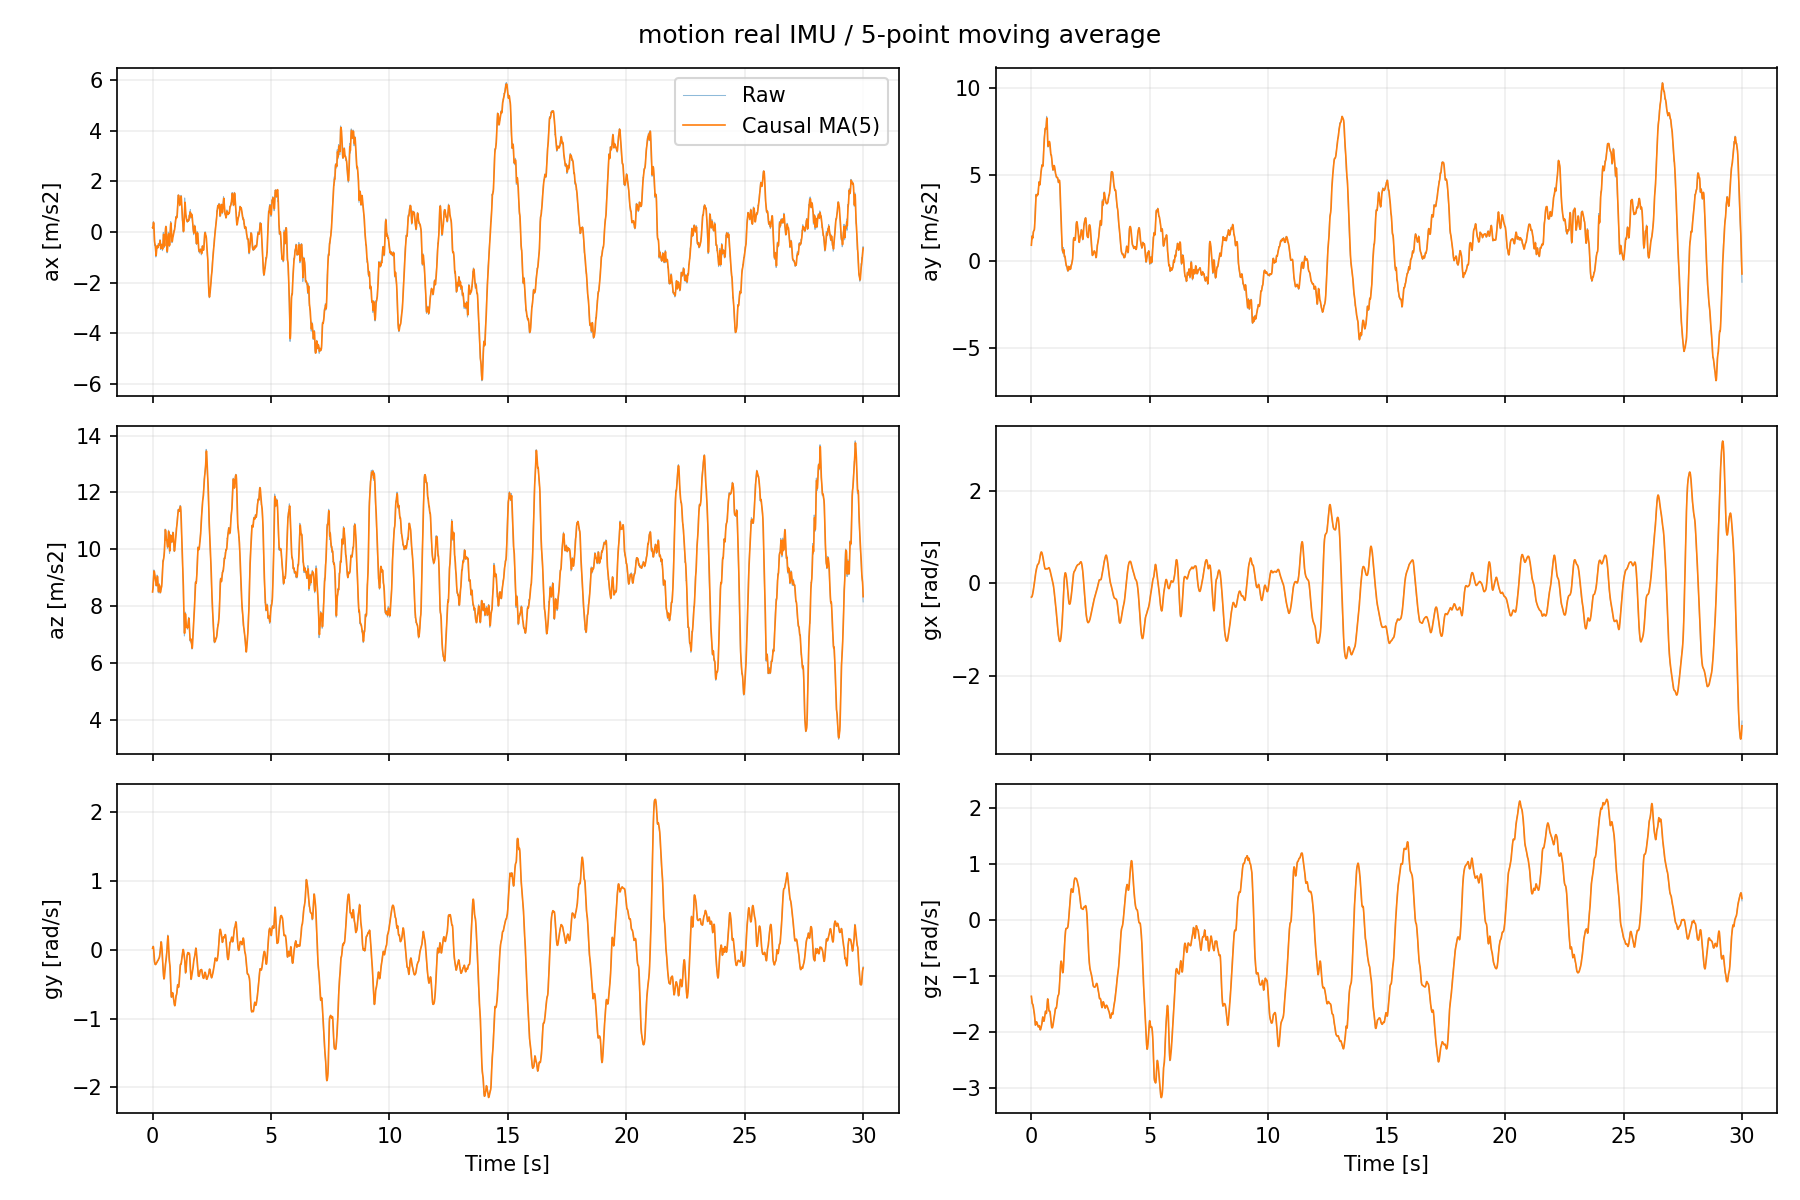 motion real IMU / 5-point moving average
6
4
2
0
−2
−4
−6
ax [m/s2]
Raw
Causal MA(5)
10
5
0
−5
ay [m/s2]
14
12
10
8
6
4
az [m/s2]
2
0
−2
gx [rad/s]
2
1
0
−1
−2
gy [rad/s]
0 5 10 15 20 25 30
Time [s]
2
1
0
−1
−2
−3
gz [rad/s]
0 5 10 15 20 25 30
Time [s]